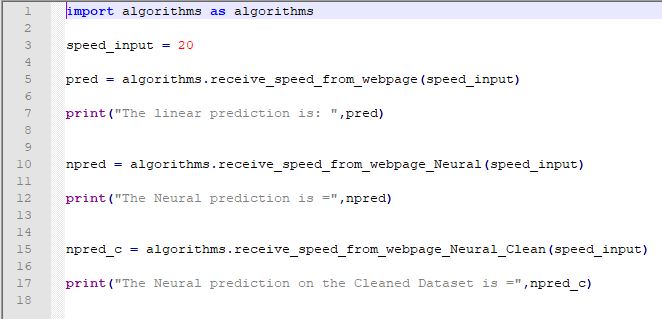 1 import algorithms as algorithms
2
3 speed_input = 20
4
5 pred = algorithms.receive_speed_from_webpage(speed_input)
6
7 print("The linear prediction is: ",pred)
8
9
10 npred = algorithms.receive_speed_from_webpage_Neural(speed_input)
11
12 print("The Neural prediction is =",npred)
13
14
15 npred_c = algorithms.receive_speed_from_webpage_Neural_Clean(speed_input)
16
17 print("The Neural prediction on the Cleaned Dataset is =",npred_c)
18